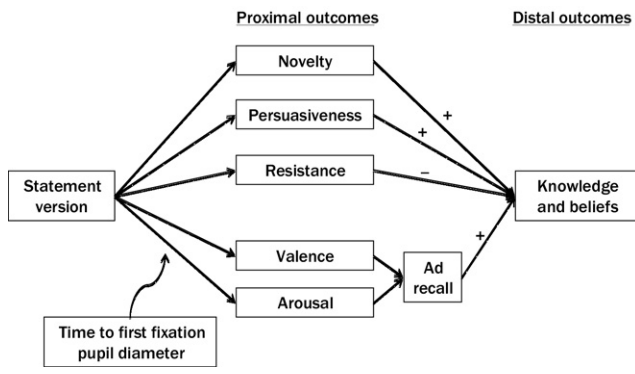 Proximal outcomes
Distal outcomes
Novelty
+
Persuasiveness
+
Resistance
–
Statement
version
Knowledge
and beliefs
Valence
Ad
recall
+
Arousal
Time to first fixation
pupil diameter